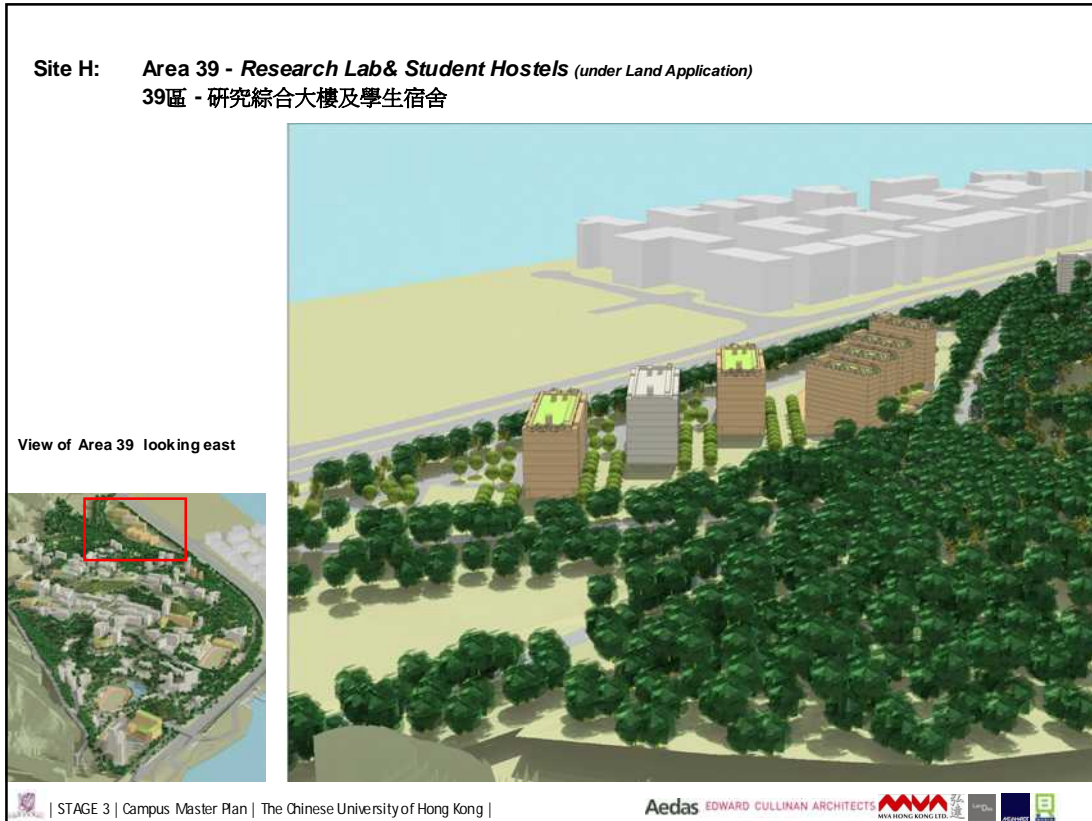 Site H: Area 39 - Research Lab& Student Hostels (under Land Application)
39區 - 研究綜合大樓及學生宿舍
View of Area 39 looking east
| STAGE 3 | Campus Master Plan | The Chinese University of Hong Kong |
Aedas EDWARD CULLINAN ARCHITECTS MVA HONG KONG LTD. 弘達